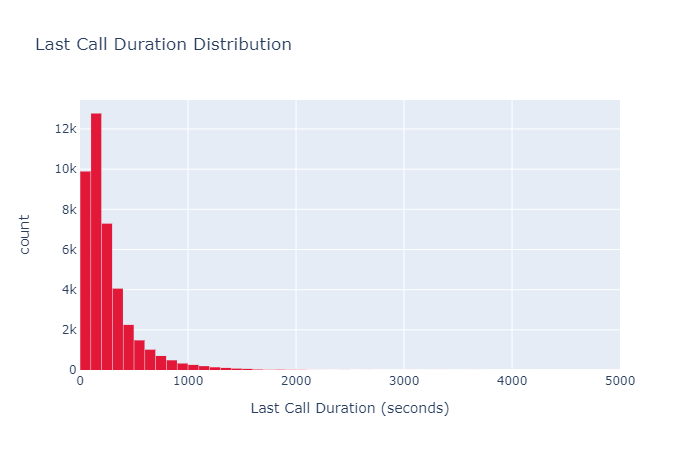 Last Call Duration Distribution
12k
10k
8k
6k
4k
2k
0
count
0 1000 2000 3000 4000 5000
Last Call Duration (seconds)